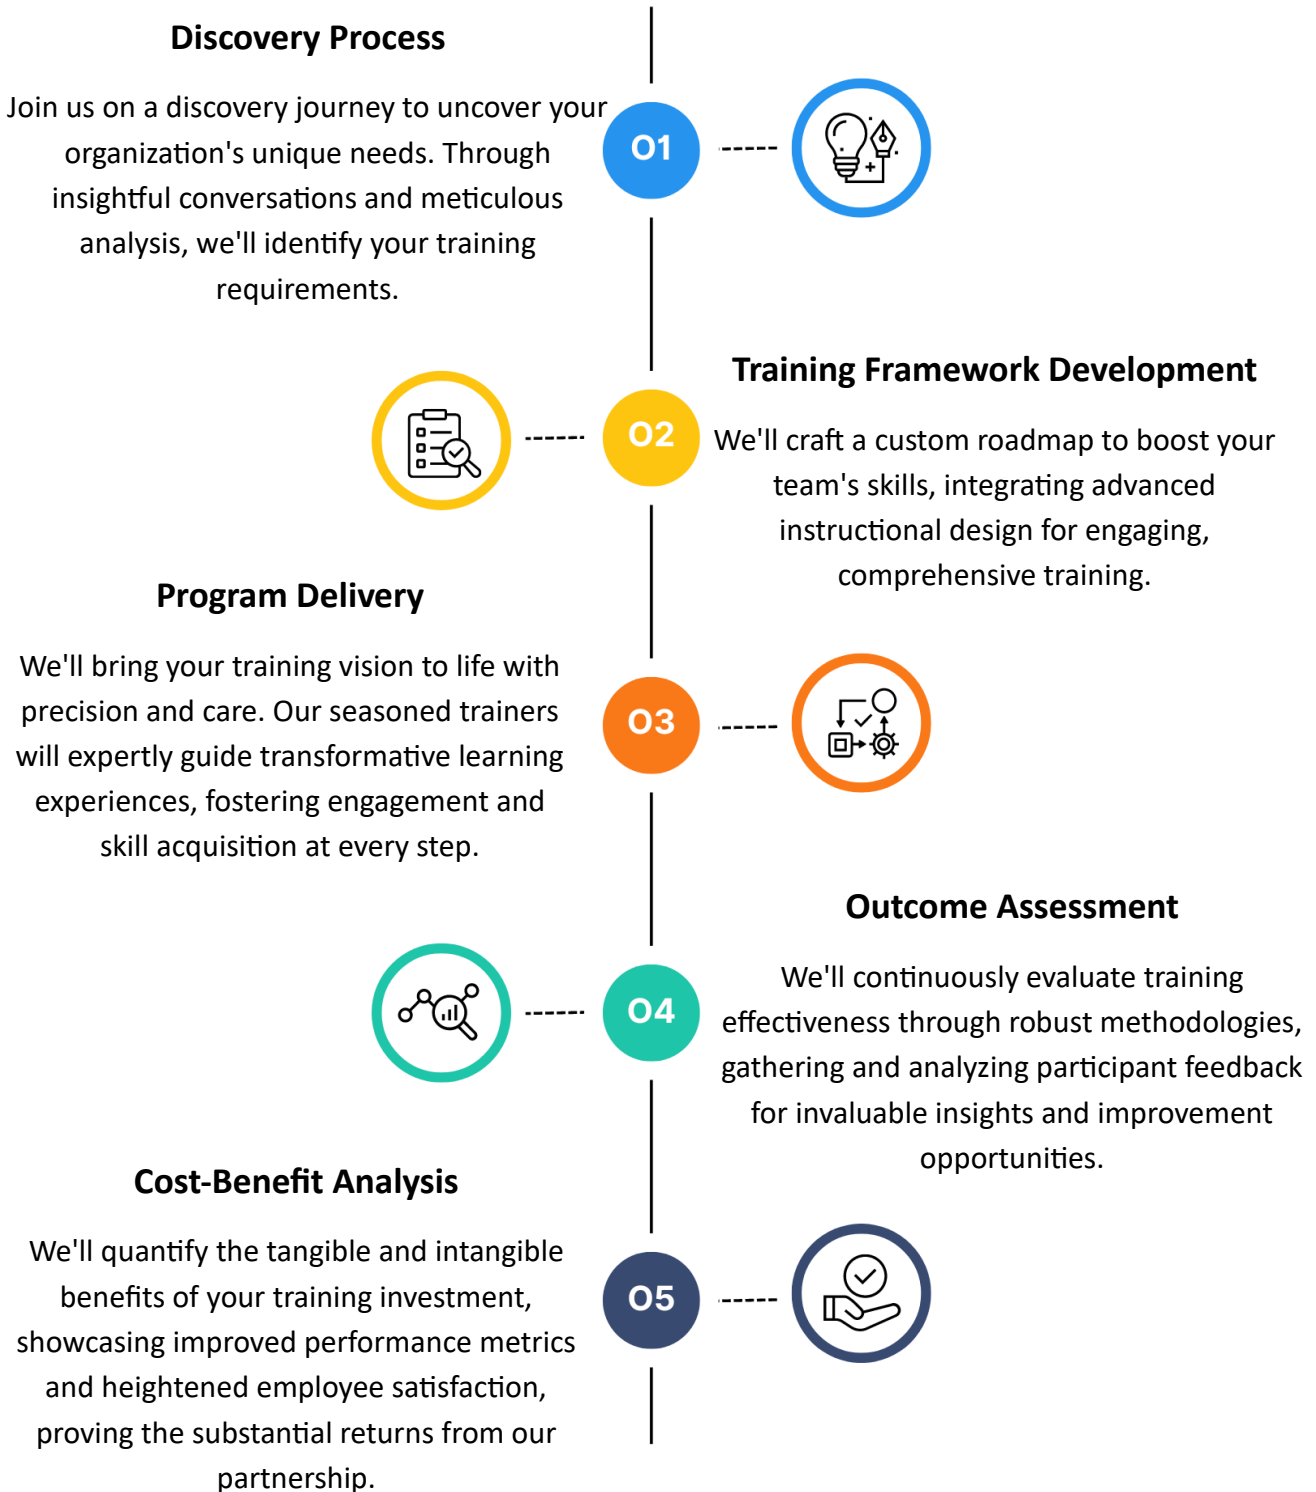 Discovery Process
Join us on a discovery journey to uncover your
organization's unique needs. Through
insightful conversations and meticulous
analysis, we'll identify your training
requirements.
01
Training Framework Development
02
We'll craft a custom roadmap to boost your
team's skills, integrating advanced
instructional design for engaging,
comprehensive training.
Program Delivery
We'll bring your training vision to life with
precision and care. Our seasoned trainers
will expertly guide transformative learning
experiences, fostering engagement and
skill acquisition at every step.
03
Outcome Assessment
04
We'll continuously evaluate training
effectiveness through robust methodologies,
gathering and analyzing participant feedback
for invaluable insights and improvement
opportunities.
Cost-Benefit Analysis
We'll quantify the tangible and intangible
benefits of your training investment,
showcasing improved performance metrics
and heightened employee satisfaction,
proving the substantial returns from our
partnership.
05